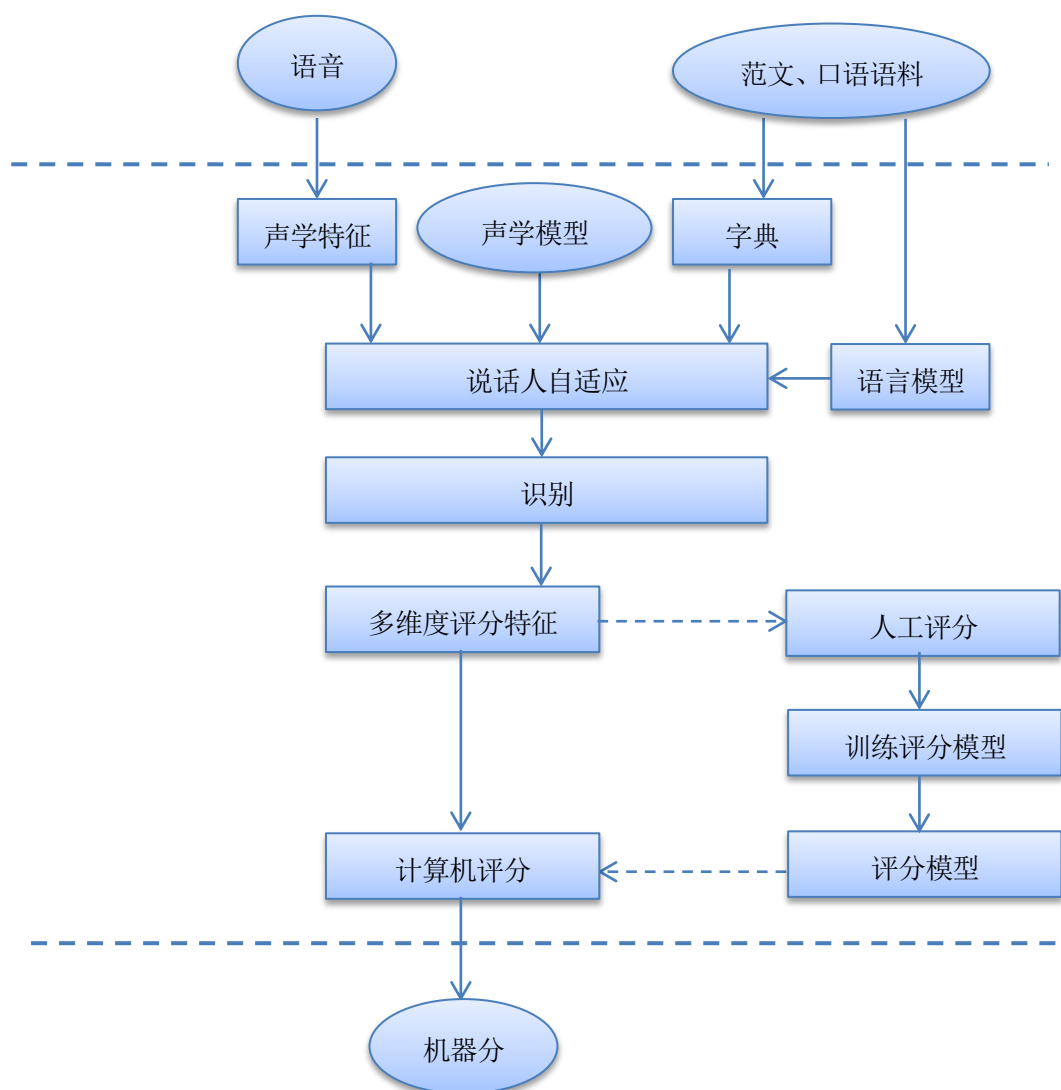 语音
范文、口语语料
声学特征
声学模型
字典
说话人自适应
语言模型
识别
多维度评分特征
人工评分
训练评分模型
计算机评分
评分模型
机器分